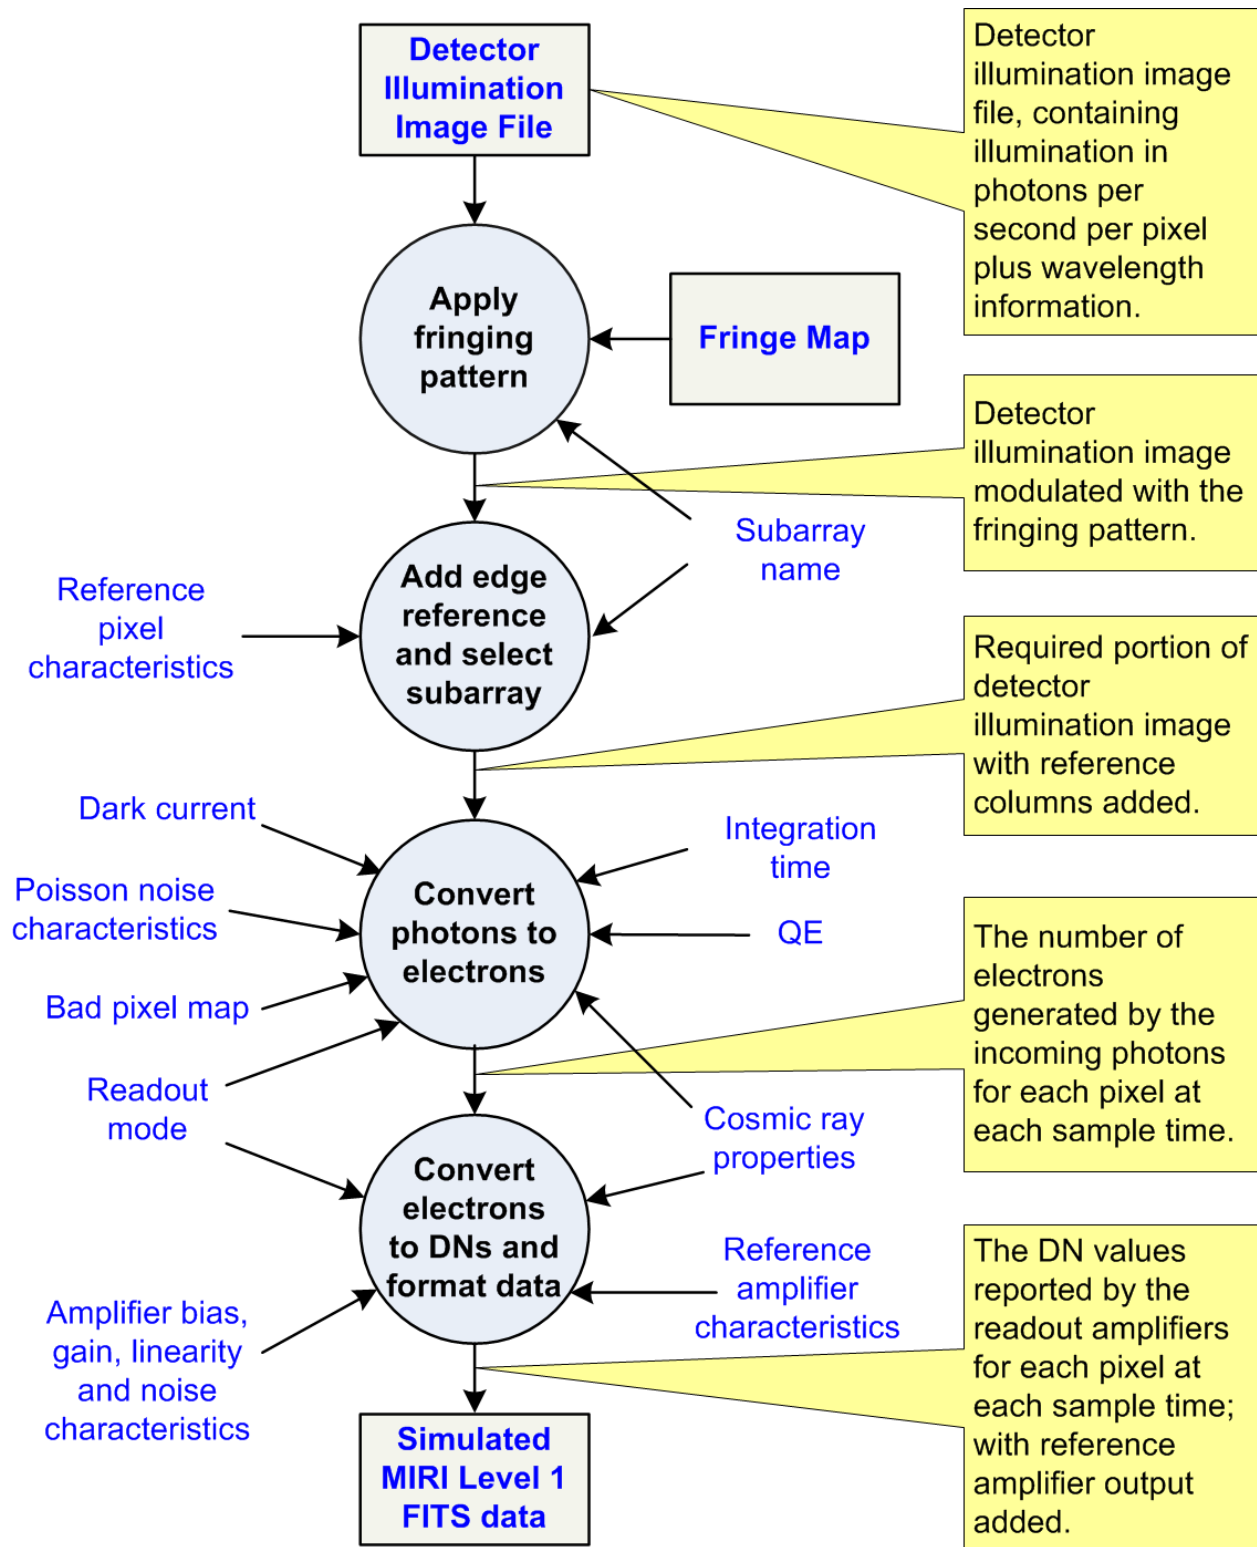 Detector
Illumination
Image File
Detector
illumination image
file, containing
illumination in
photons per
second per pixel
plus wavelength
information.
Apply
fringing
pattern
Fringe Map
Detector
illumination image
modulated with the
fringing pattern.
Subarray
name
Reference
pixel
characteristics
Add edge
reference
and select
subarray
Required portion of
detector
illumination image
with reference
columns added.
Dark current
Poisson noise
characteristics
Bad pixel map
Readout
mode
Convert
photons to
electrons
Integration
time
QE
Cosmic ray
properties
The number of
electrons
generated by the
incoming photons
for each pixel at
each sample time.
Convert
electrons
to DNs and
format data
Reference
amplifier
characteristics
Amplifier bias,
gain, linearity
and noise
characteristics
The DN values
reported by the
readout amplifiers
for each pixel at
each sample time;
with reference
amplifier output
added.
Simulated
MIRI Level 1
FITS data